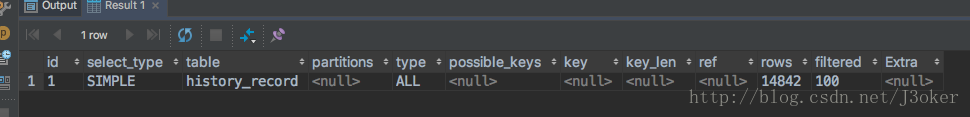 Output Result 1
1 row
id select_type table partitions type possible_keys key key_len ref rows filtered Extra
1 1 SIMPLE history_record <null> ALL <null> <null> <null> <null> 14842 100 <null>
http://blog.csdn.net/J3oker